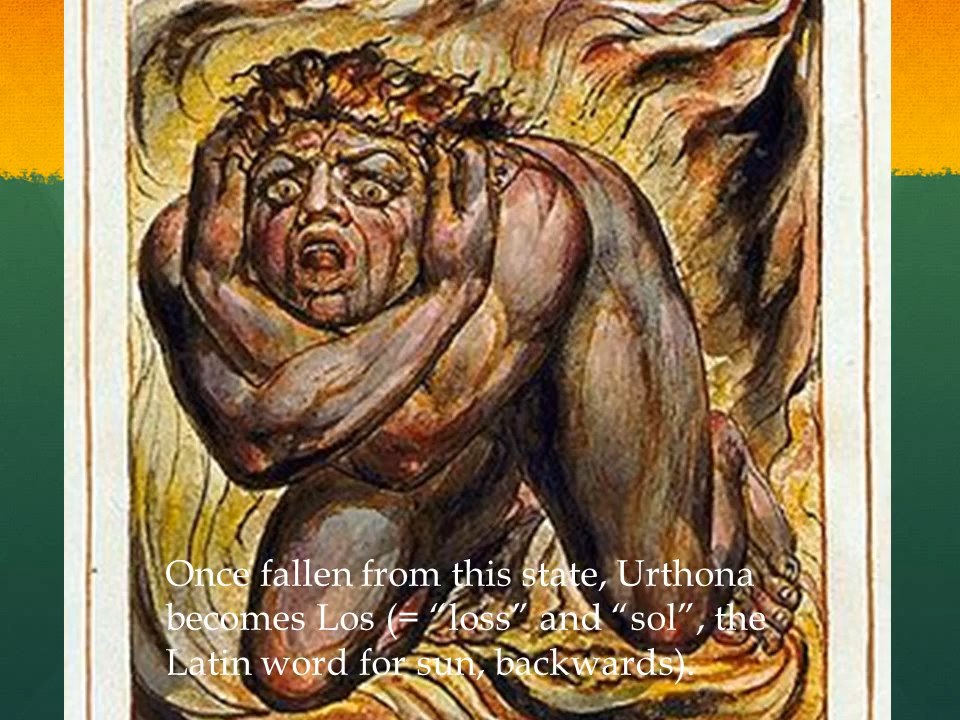 Once fallen from this state, Urthona
becomes Los (= “loss” and “sol”, the
Latin word for sun, backwards).